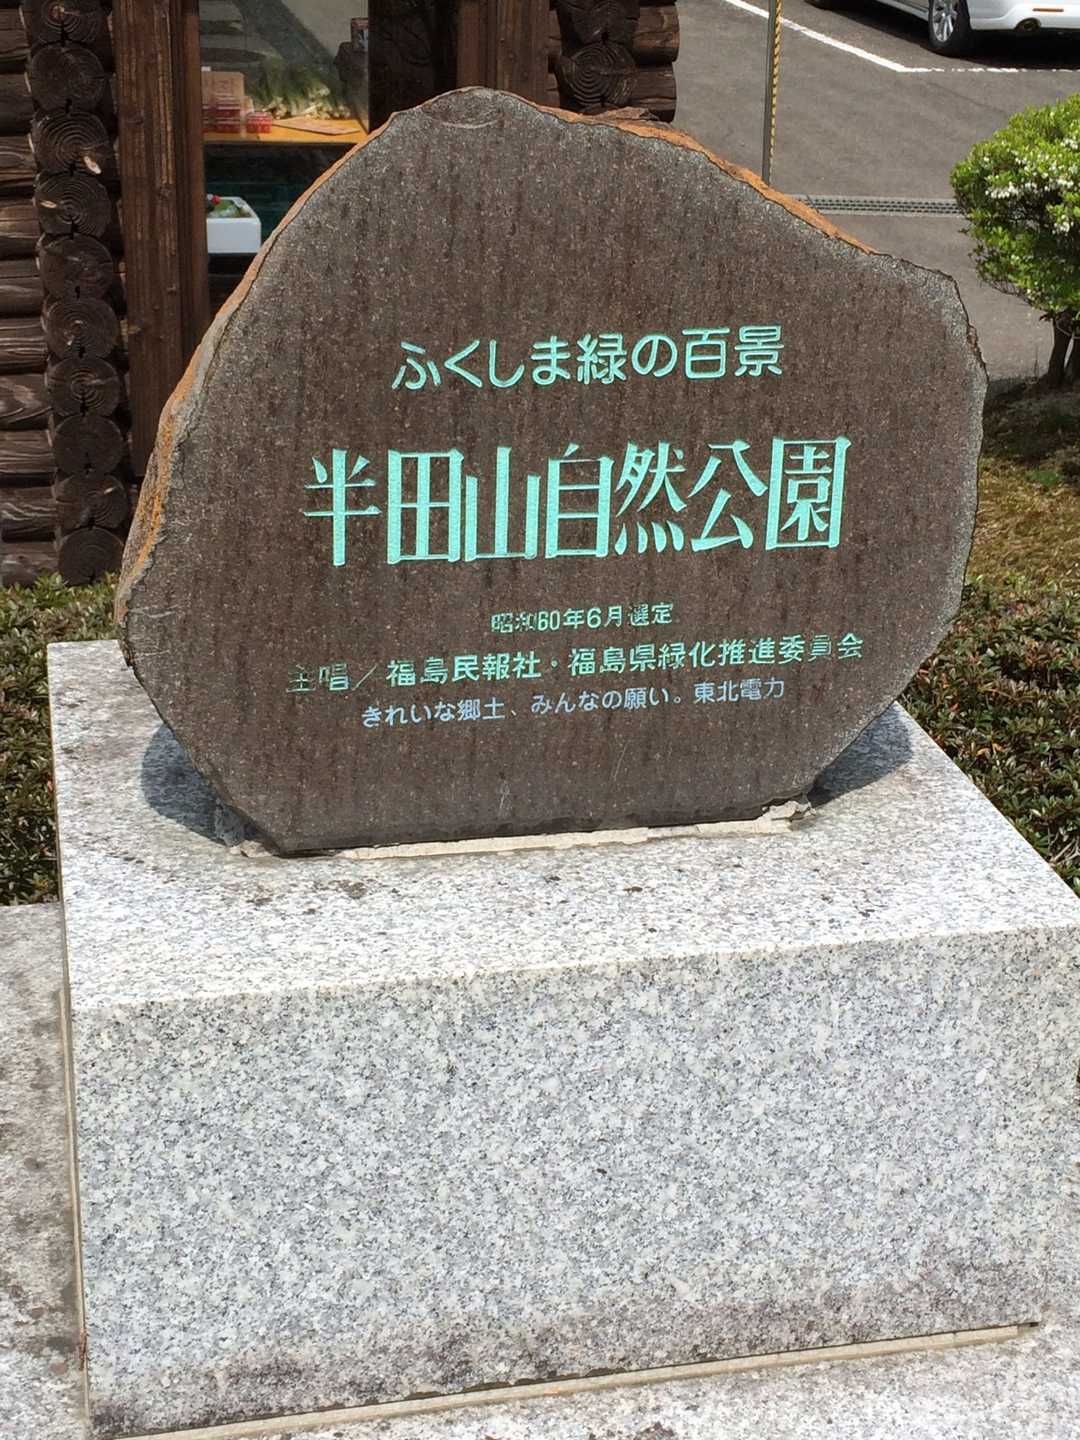 ふくしま緑の百景
半田山自然公園
昭和60年6月選定
主唱／福島民報社・福島県緑化推進委員会
きれいな郷土、みんなの願い。東北電力